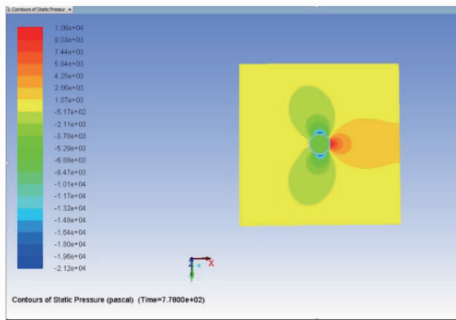 1: Contours of Static Pressur
1.06e+04
9.03e+03
7.44e+03
5.84e+03
4.25e+03
2.66e+03
1.07e+03
-5.17e+02
-2.11e+03
-3.70e+03
-5.29e+03
-6.88e+03
-8.47e+03
-1.01e+04
-1.17e+04
-1.32e+04
-1.48e+04
-1.64e+04
-1.80e+04
-1.96e+04
-2.12e+04
X
Contours of Static Pressure (pascal) (Time=7.7800e+02)